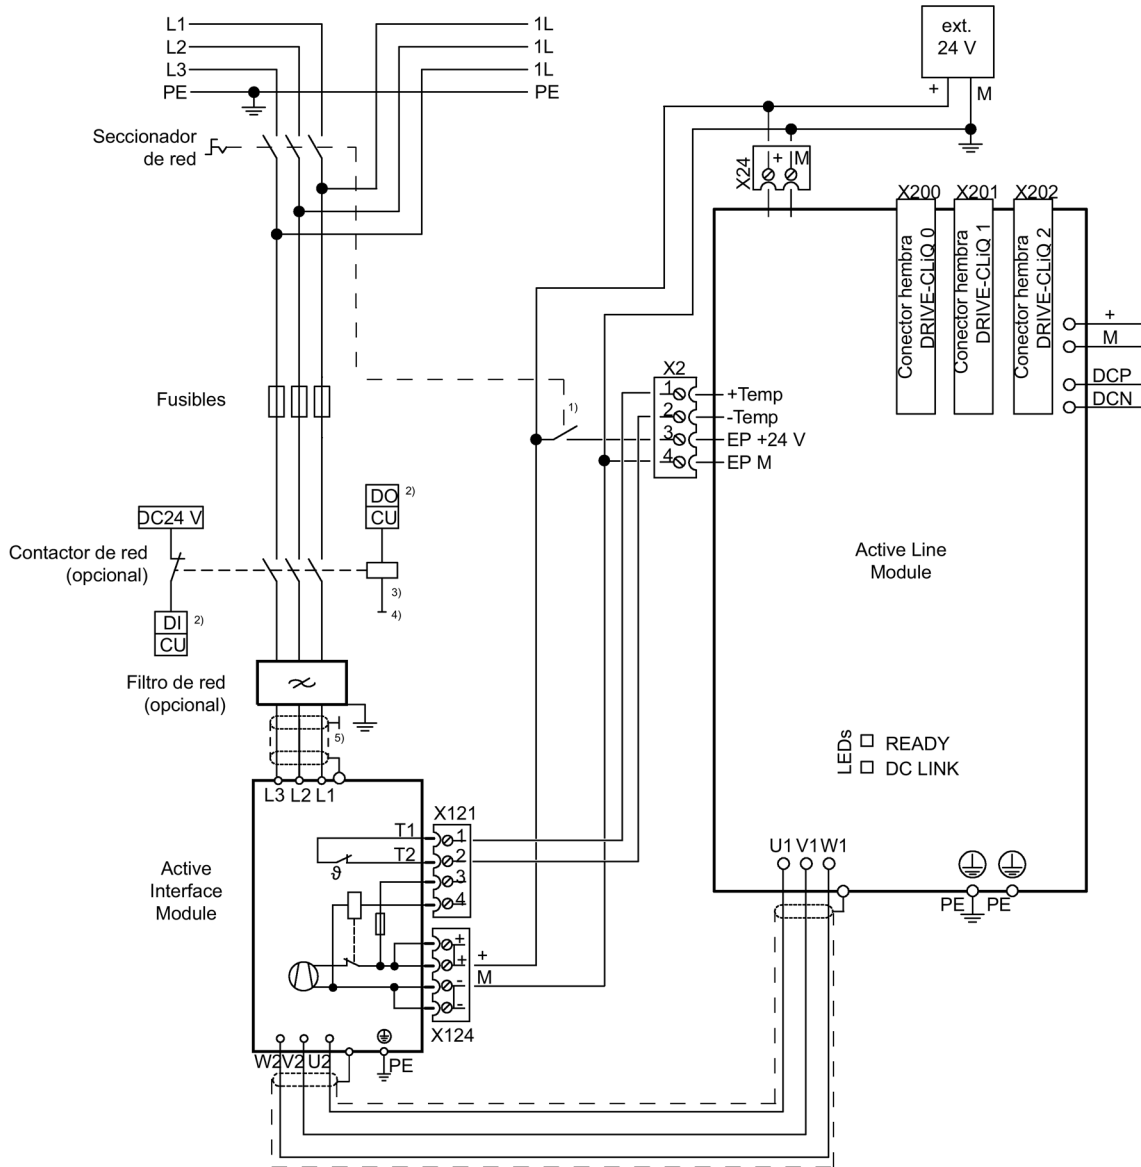 L1
1L
L2
1L
L3
1L
PE
PE
ext.
24 V
+
M
Seccionador
de red
X24
+
M
X200
X201
X202
Conector hembra
DRIVE-CLiQ 0
Conector hembra
DRIVE-CLiQ 1
Conector hembra
DRIVE-CLiQ 2
+
M
DCP
DCN
X2
1
+Temp
2
-Temp
3
EP +24 V
4
EP M
1)
Fusibles
DC24 V
DO
CU
2)
Contactor de red
(opcional)
3)
4)
DI
CU
2)
Active Line
Module
Filtro de red
(opcional)
5)
LEDs
READY
DC LINK
L3 L2 L1
X121
T1
1
T2
2
3
4
ϑ
Active
Interface
Module
+
+
-
-
+
M
X124
U1 V1 W1
PE
PE
W2 V2 U2
PE